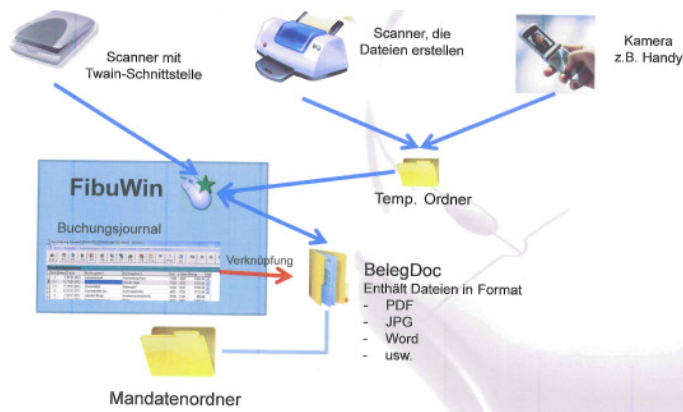 Scanner mit
Twain-Schnittstelle
Scanner, die
Dateien erstellen
Kamera
z.B. Handy
Temp. Ordner
FibuWin
Buchungsjournal
Verknüpfung
BelegDoc
Enthält Dateien in Format
- PDF
- JPG
- Word
- usw.
Mandatenordner